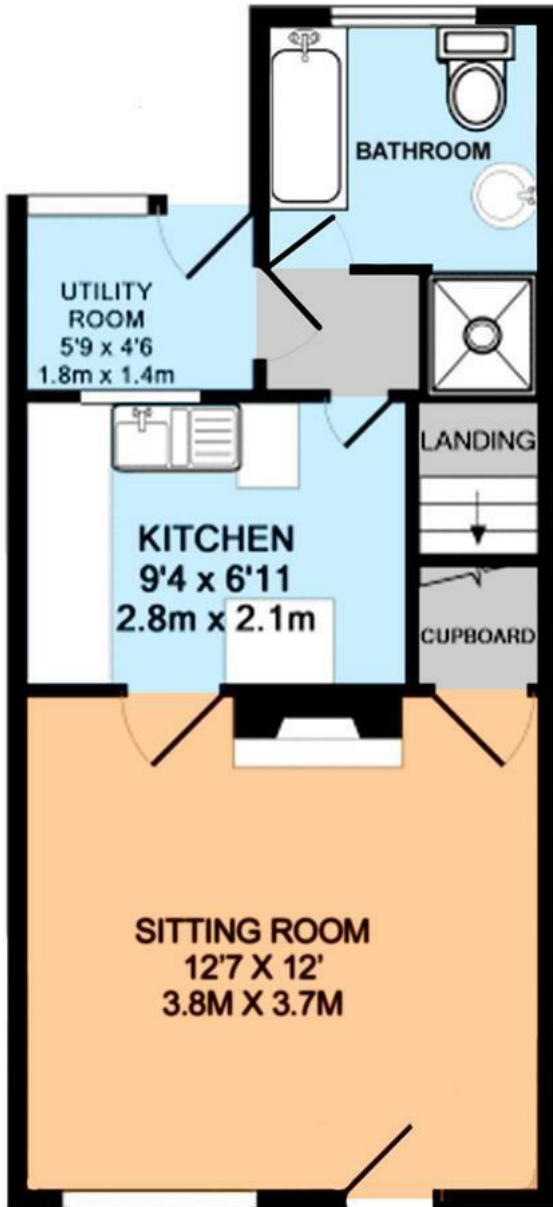 BATHROOM
UTILITY
ROOM
5'9 x 4'6
1.8m x 1.4m
LANDING
KITCHEN
9'4 x 6'11
2.8m x 2.1m
CUPBOARD
SITTING ROOM
12'7 X 12'
3.8M X 3.7M